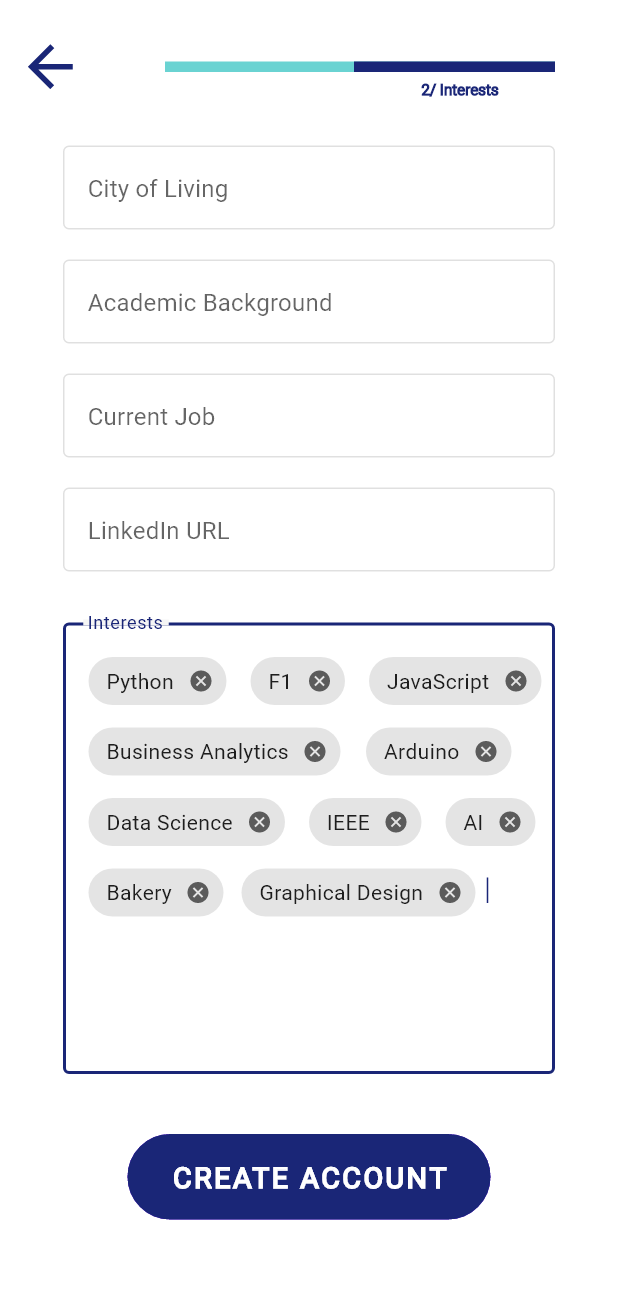 2/ Interests
City of Living
Academic Background
Current Job
LinkedIn URL
Interests
Python F1 JavaScript
Business Analytics Arduino
Data Science IEEE AI
Bakery Graphical Design
CREATE ACCOUNT